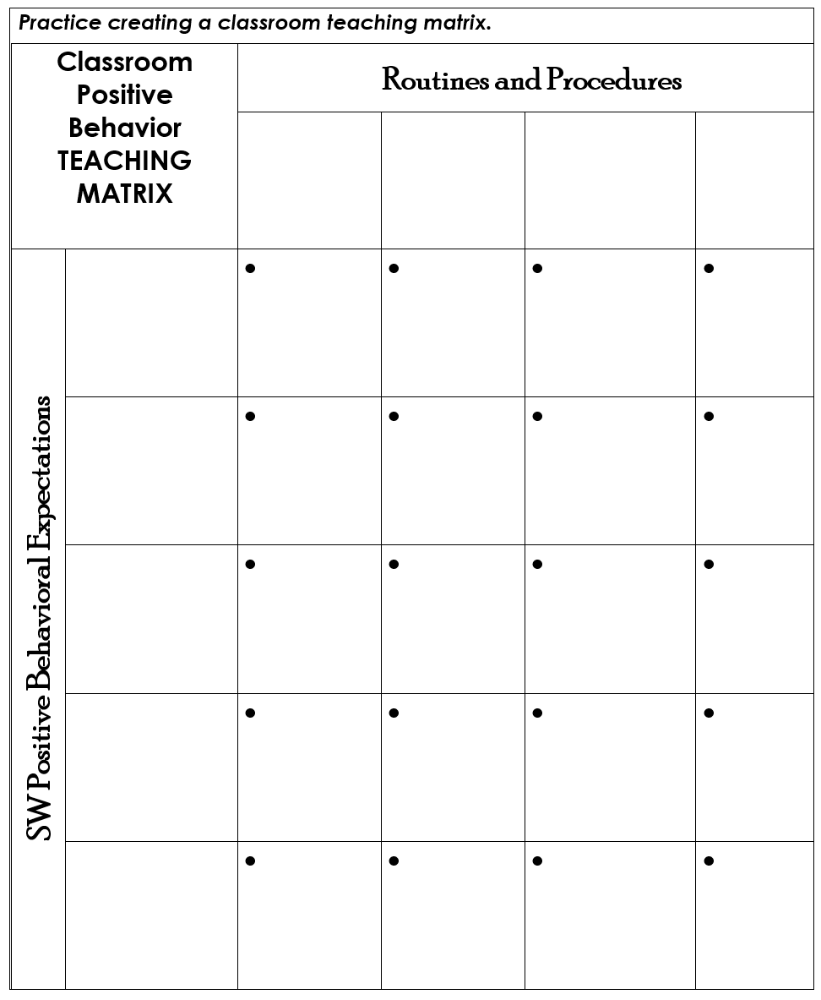 Practice creating a classroom teaching matrix.
Classroom
Positive
Behavior
TEACHING
MATRIX
Routines and Procedures
SW Positive Behavioral Expectations